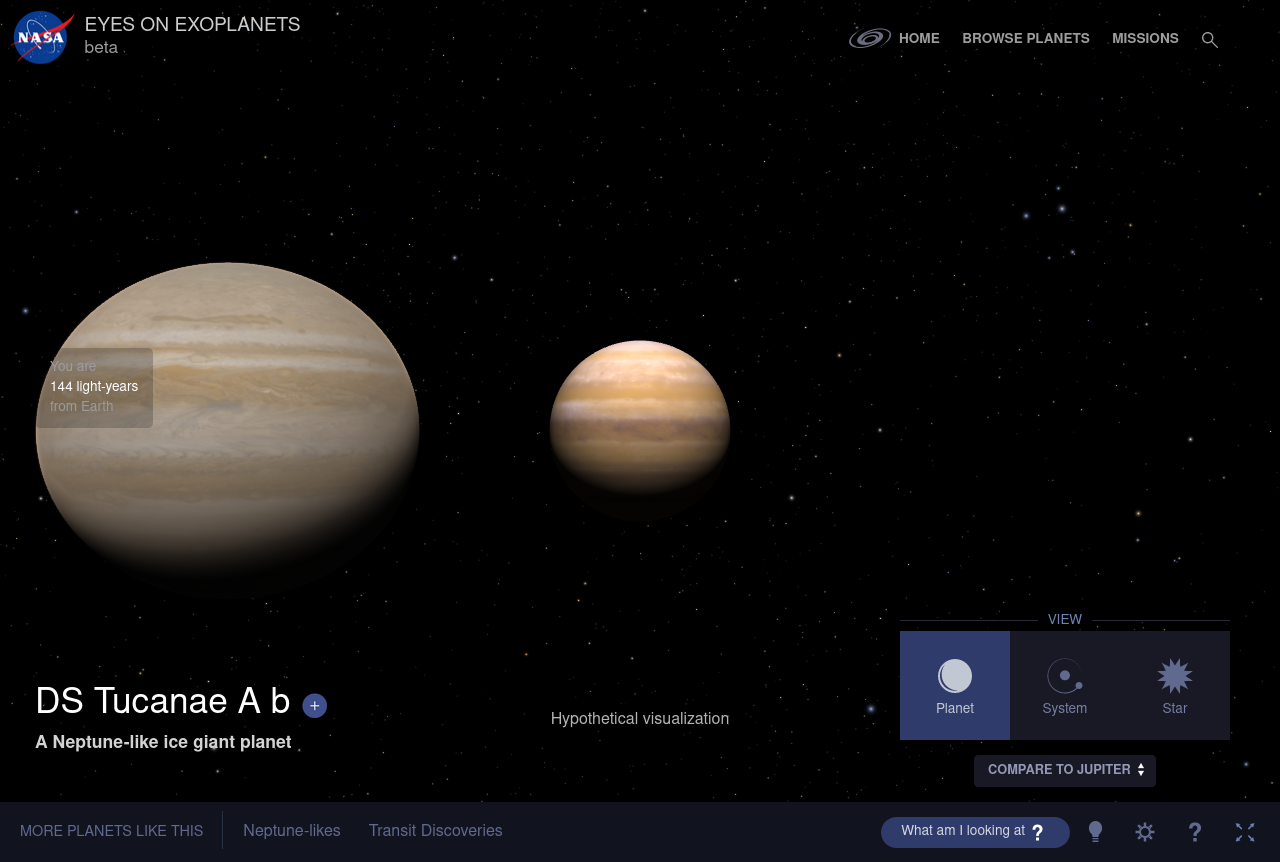 NASA
EYES ON EXOPLANETS
beta
HOME
BROWSE PLANETS
MISSIONS
You are
144 light-years
from Earth
DS Tucanae A b +
A Neptune-like ice giant planet
Hypothetical visualization
VIEW
Planet
System
Star
COMPARE TO JUPITER
MORE PLANETS LIKE THIS
Neptune-likes
Transit Discoveries
What am I looking at ?
?